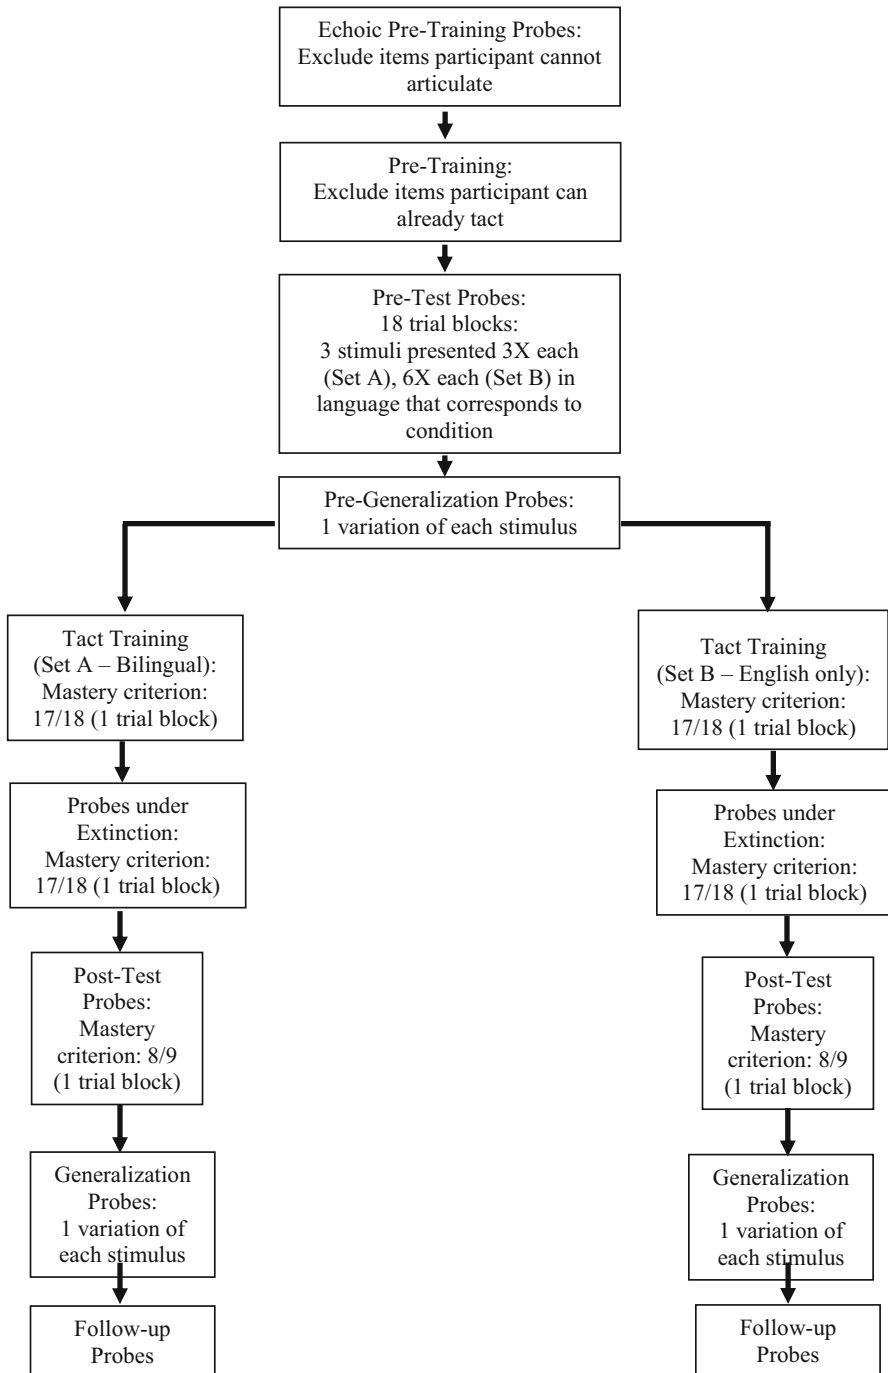 Echoic Pre-Training Probes:
Exclude items participant cannot
articulate
Pre-Training:
Exclude items participant can
already tact
Pre-Test Probes:
18 trial blocks:
3 stimuli presented 3X each
(Set A), 6X each (Set B) in
language that corresponds to
condition
Pre-Generalization Probes:
1 variation of each stimulus
Tact Training
(Set A – Bilingual):
Mastery criterion:
17/18 (1 trial block)
Probes under
Extinction:
Mastery criterion:
17/18 (1 trial block)
Post-Test
Probes:
Mastery
criterion: 8/9
(1 trial block)
Generalization
Probes:
1 variation of
each stimulus
Follow-up
Probes
Tact Training
(Set B – English only):
Mastery criterion:
17/18 (1 trial block)
Probes under
Extinction:
Mastery criterion:
17/18 (1 trial block)
Post-Test
Probes:
Mastery
criterion: 8/9
(1 trial block)
Generalization
Probes:
1 variation of
each stimulus
Follow-up
Probes